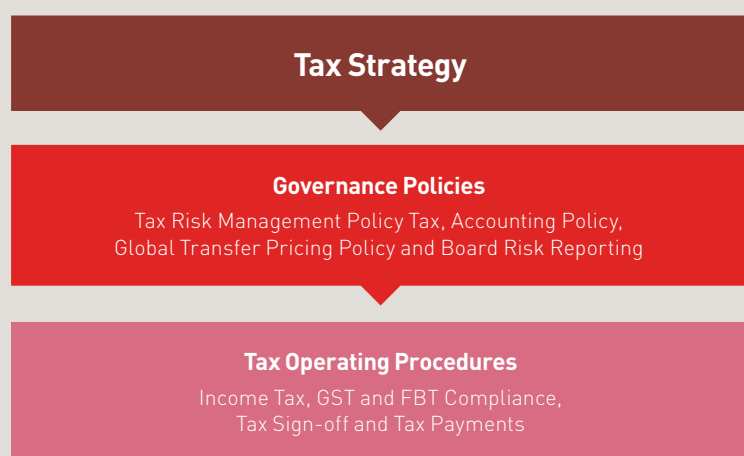 Tax Strategy
Governance Policies
Tax Risk Management Policy Tax, Accounting Policy,
Global Transfer Pricing Policy and Board Risk Reporting
Tax Operating Procedures
Income Tax, GST and FBT Compliance,
Tax Sign-off and Tax Payments